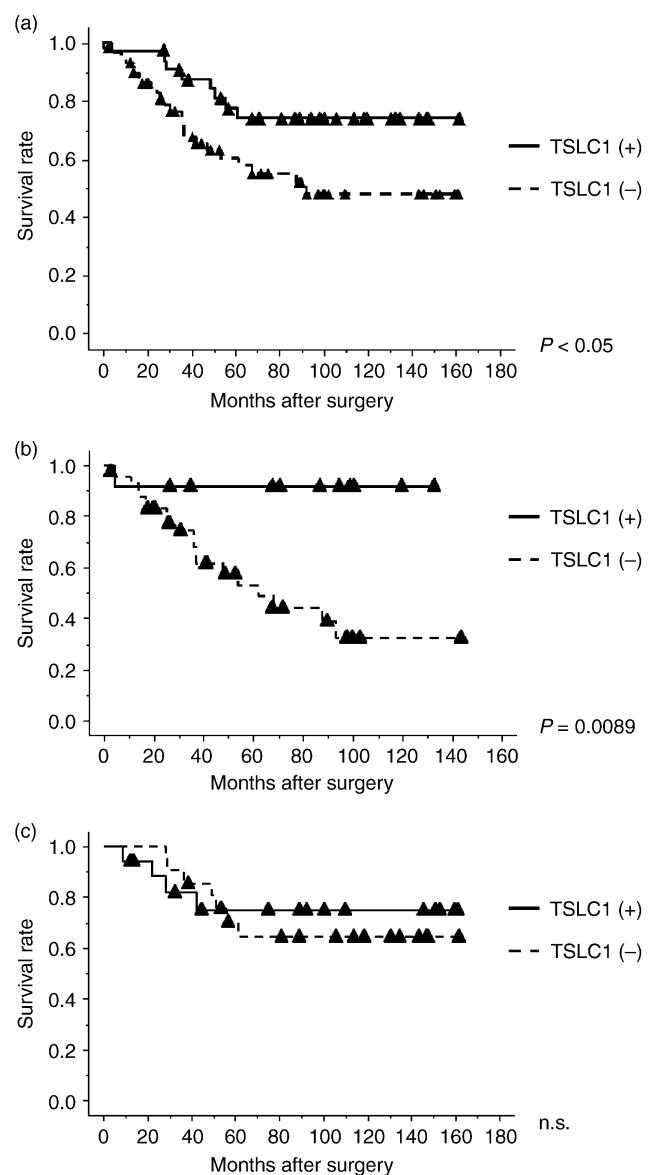 (a)
1.0
0.8
0.6
0.4
0.2
0.0
Survival rate
0 20 40 60 80 100 120 140 160 180
Months after surgery
TSLC1 (+)
TSLC1 (–)
P < 0.05
(b)
1.0
0.8
0.6
0.4
0.2
0.0
Survival rate
0 20 40 60 80 100 120 140 160
Months after surgery
TSLC1 (+)
TSLC1 (–)
P = 0.0089
(c)
1.0
0.8
0.6
0.4
0.2
0.0
Survival rate
0 20 40 60 80 100 120 140 160 180
Months after surgery
TSLC1 (+)
TSLC1 (–)
n.s.